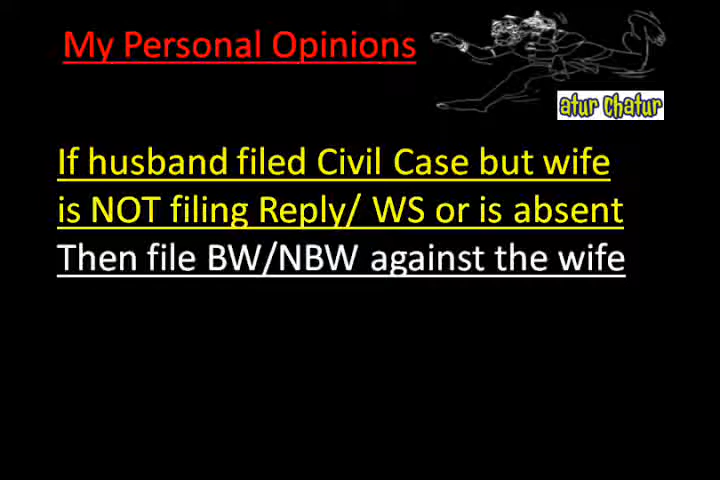 My Personal Opinions
atur chatur
If husband filed Civil Case but wife
is NOT filing Reply/ WS or is absent
Then file BW/NBW against the wife